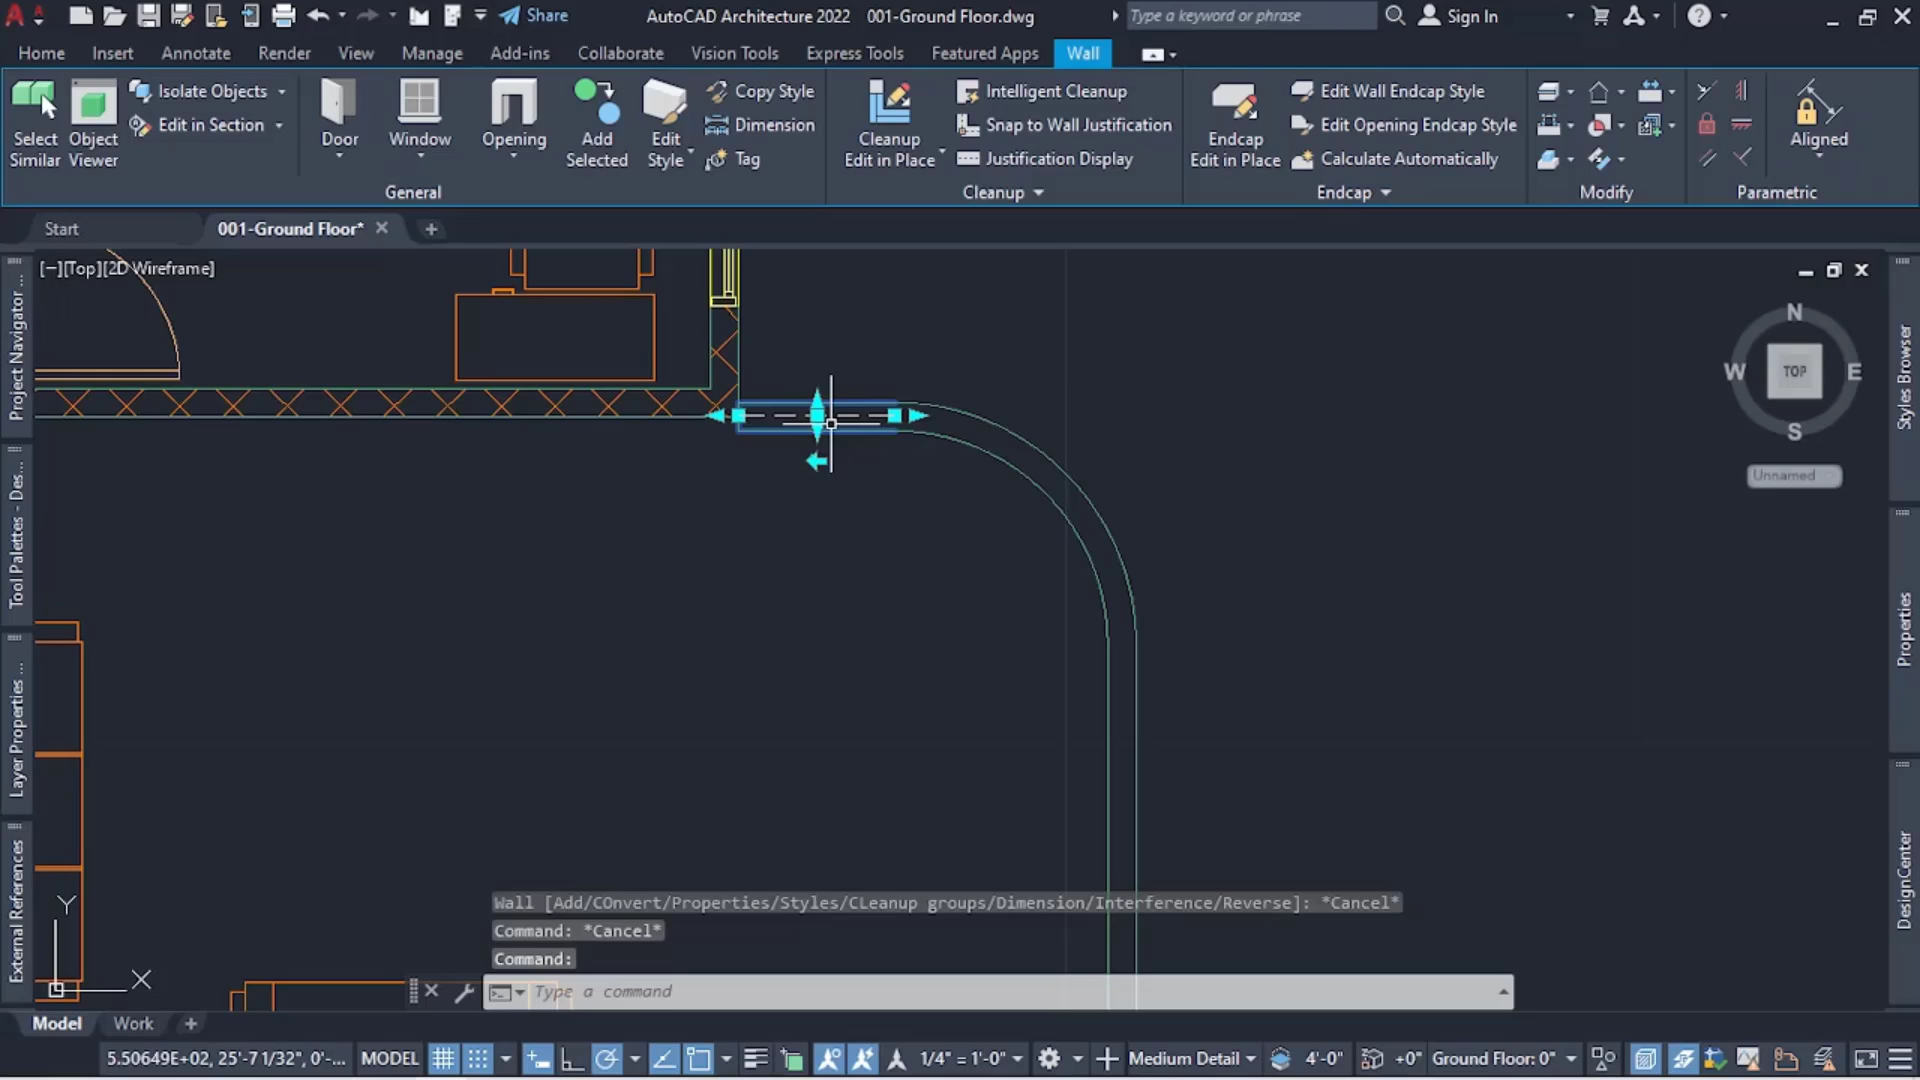 Share
AutoCAD Architecture 2022 001-Ground Floor.dwg
Type a keyword or phrase
Sign In
Home Insert Annotate Render View Manage Add-ins Collaborate Vision Tools Express Tools Featured Apps Wall
Select Similar
Object Viewer
Isolate Objects
Edit in Section
Door
Window
Opening
Add Selected
Edit Style
Copy Style
Dimension
Tag
General
Cleanup Edit in Place
Intelligent Cleanup
Snap to Wall Justification
Justification Display
Cleanup
Endcap Edit in Place
Edit Wall Endcap Style
Edit Opening Endcap Style
Calculate Automatically
Endcap
Modify
Aligned
Parametric
Start
001-Ground Floor*
[−][Top][2D Wireframe]
N
W TOP E
S
Unnamed
Project Navigator ...
Tool Palettes - Des...
Layer Properties ...
External References
Styles Browser
Properties
DesignCenter
Y
X
Wall [Add/COnvert/Properties/Styles/CLeanup groups/Dimension/Interference/Reverse]: *Cancel*
Command: *Cancel*
Command:
Type a command
Model Work
5.50649E+02, 25'-7 1/32", 0'-... MODEL 1/4" = 1'-0" Medium Detail 4'-0" +0" Ground Floor: 0"